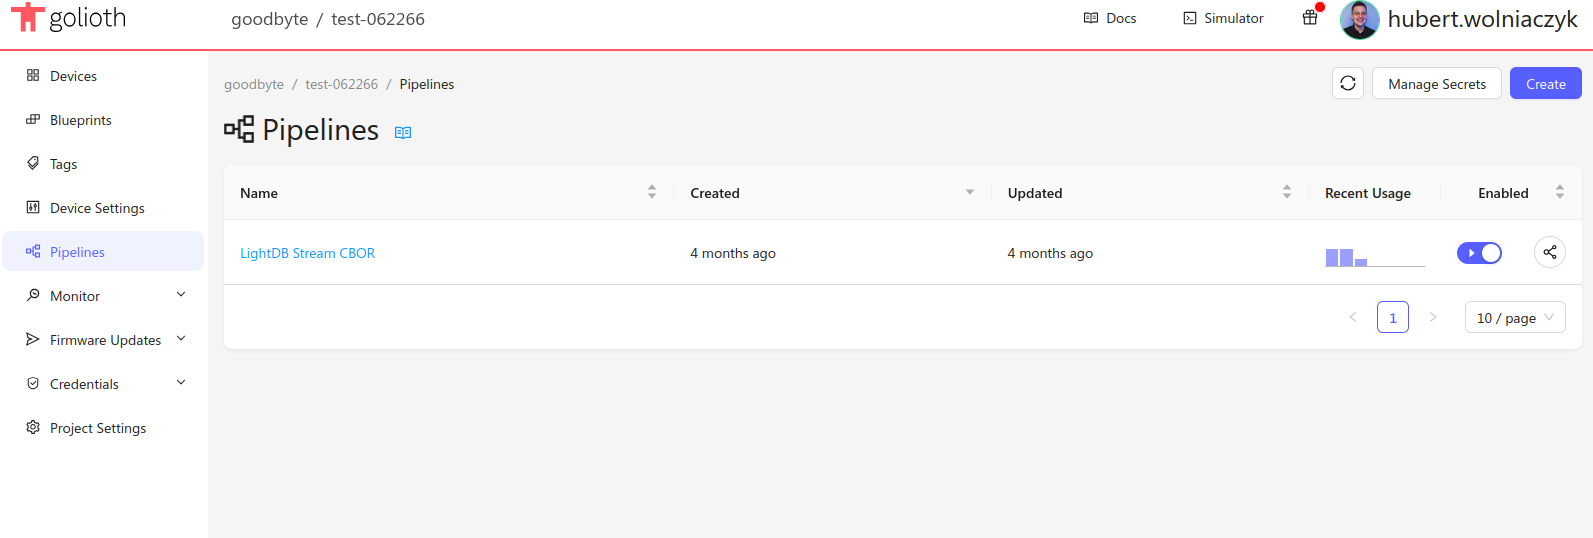 golioth
goodbyte / test-062266
Docs
Simulator
hubert.wolniaczyk
Devices
Blueprints
Tags
Device Settings
Pipelines
Monitor
Firmware Updates
Credentials
Project Settings
goodbyte / test-062266 / Pipelines
Manage Secrets
Create
Pipelines
Name Created Updated Recent Usage Enabled
LightDB Stream CBOR 4 months ago 4 months ago
< 1 > 10 / page